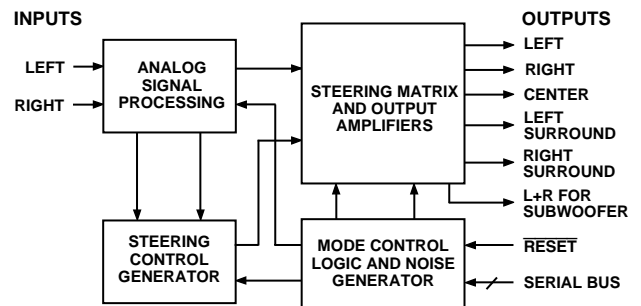 INPUTS
OUTPUTS
LEFT
RIGHT
ANALOG
SIGNAL
PROCESSING
STEERING MATRIX
AND OUTPUT
AMPLIFIERS
LEFT
RIGHT
CENTER
LEFT
SURROUND
RIGHT
SURROUND
L+R FOR
SUBWOOFER
STEERING
CONTROL
GENERATOR
MODE CONTROL
LOGIC AND NOISE
GENERATOR
RESET
SERIAL BUS